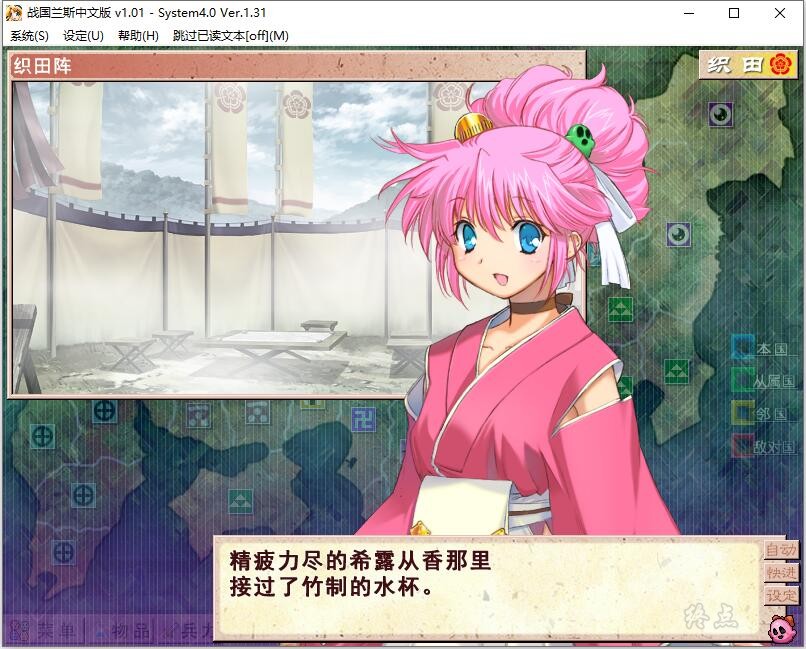 战国兰斯中文版 v1.01 - System4.0 Ver.1.31
系统(S) 设定(U) 帮助(H) 跳过已读文本[off](M)
织田阵
织田
本国
从属国
邻国
敌对国
精疲力尽的希露从香那里
接过了竹制的水杯。
自动
快进
设定
终点
菜单 物品 兵力